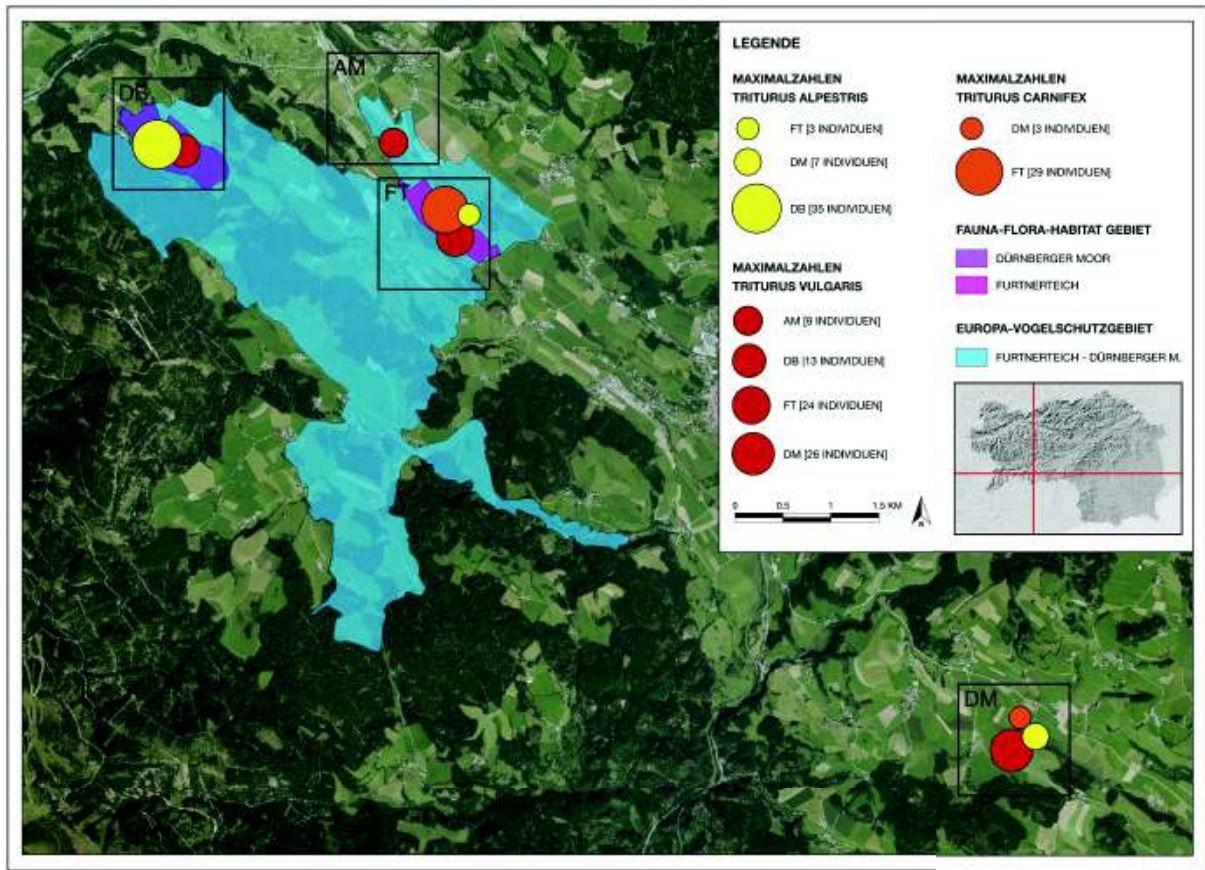 DB
AM
FT
DM
LEGENDE
MAXIMALZAHLEN
TRITURUS ALPESTRIS
FT [3 INDIVIDUEN]
DM [7 INDIVIDUEN]
DB [35 INDIVIDUEN]
MAXIMALZAHLEN
TRITURUS VULGARIS
AM [9 INDIVIDUEN]
DB [13 INDIVIDUEN]
FT [24 INDIVIDUEN]
DM [26 INDIVIDUEN]
0 0.5 1 1.5 KM
N
MAXIMALZAHLEN
TRITURUS CARNIFEX
DM [3 INDIVIDUEN]
FT [29 INDIVIDUEN]
FAUNA-FLORA-HABITAT GEBIET
DÜRNBERGER MOOR
FURTNERTEICH
EUROPA-VOGELSCHUTZGEBIET
FURTNERTEICH - DÜRNBERGER M.